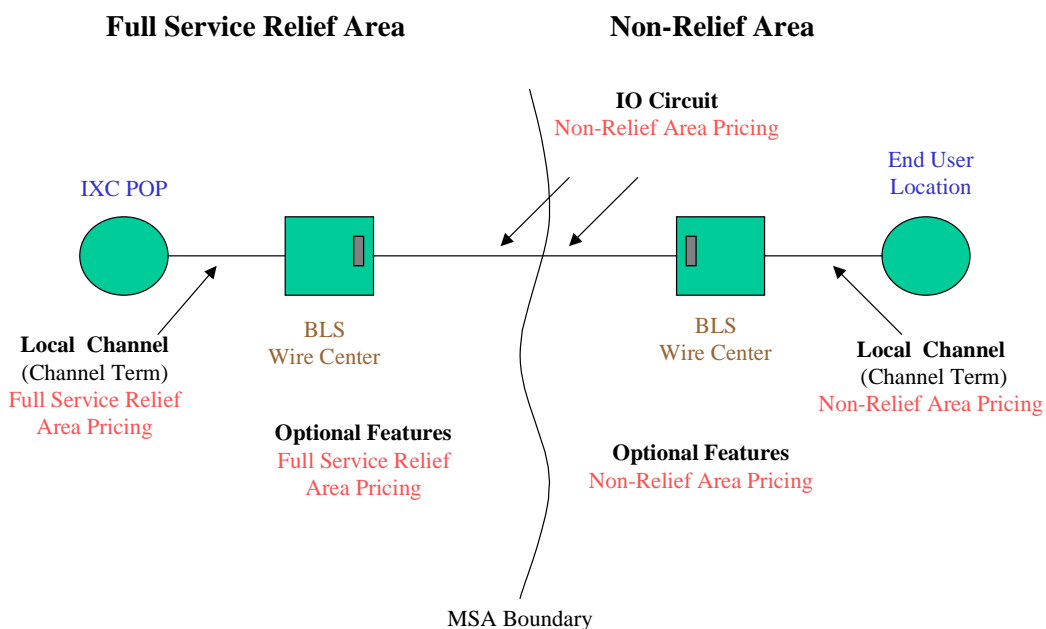 Full Service Relief Area
Non-Relief Area
IO Circuit
Non-Relief Area Pricing
IXC POP
End User
Location
BLS
Wire Center
BLS
Wire Center
Local Channel
(Channel Term)
Full Service Relief
Area Pricing
Local Channel
(Channel Term)
Non-Relief Area Pricing
Optional Features
Full Service Relief
Area Pricing
Optional Features
Non-Relief Area Pricing
MSA Boundary